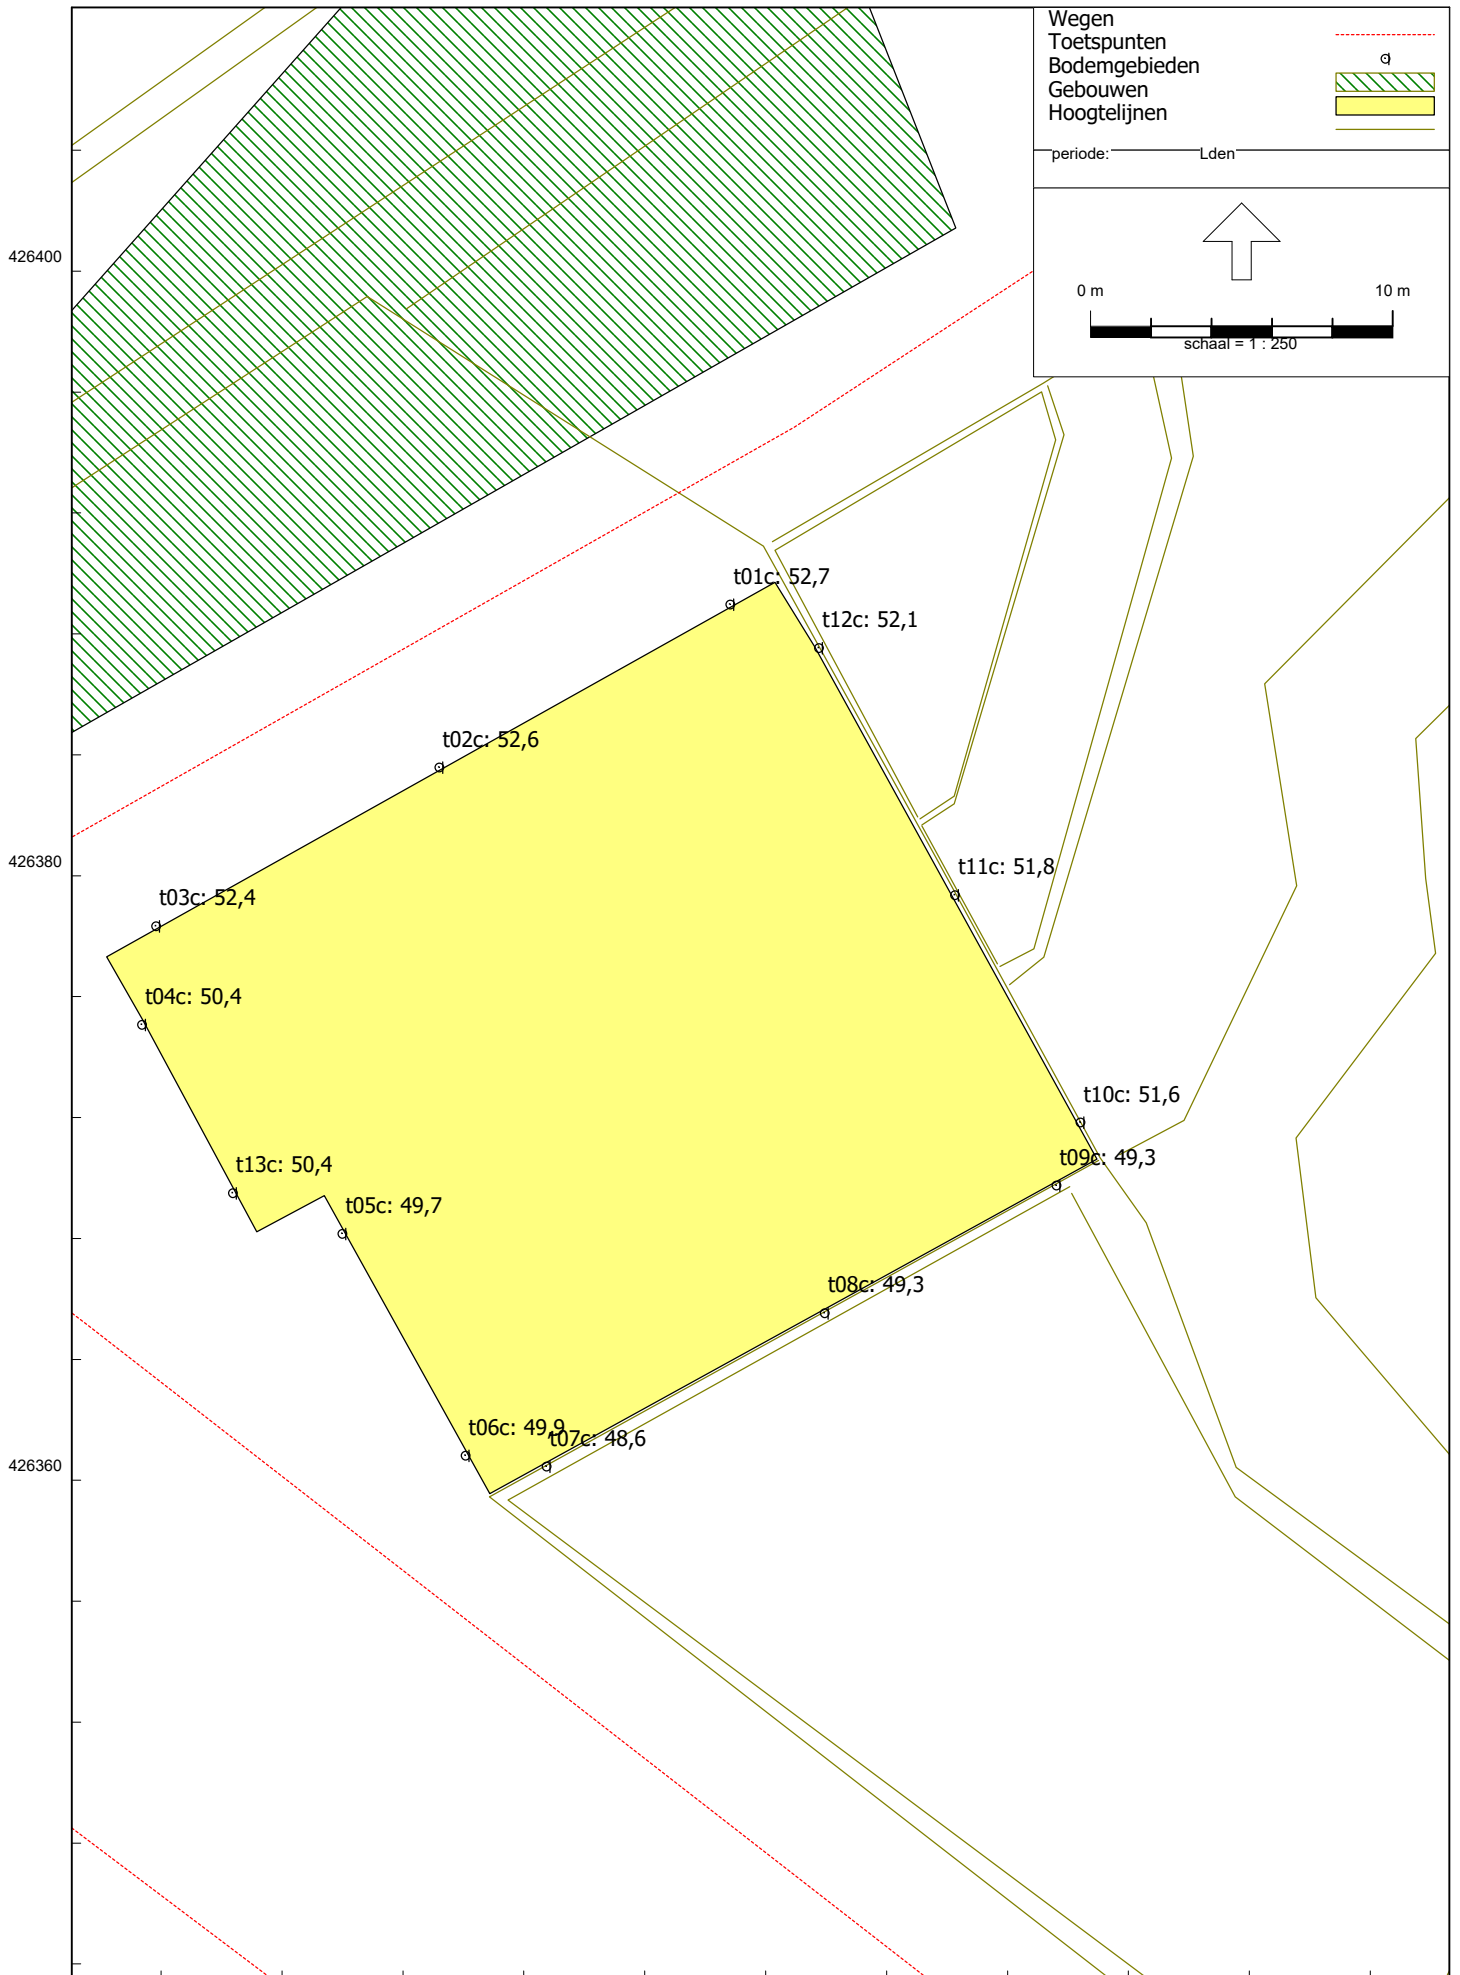 Wegen
Toetspunten
Bodemgebieden
Gebouwen
Hoogtelijnen
periode: Lden
0 m 10 m
schaal = 1 : 250
426400
t01c: 52,7
t12c: 52,1
t02c: 52,6
426380
t11c: 51,8
t03c: 52,4
t04c: 50,4
t10c: 51,6
t09c: 49,3
t13c: 50,4
t05c: 49,7
t08c: 49,3
t06c: 49,9
t07c: 48,6
426360